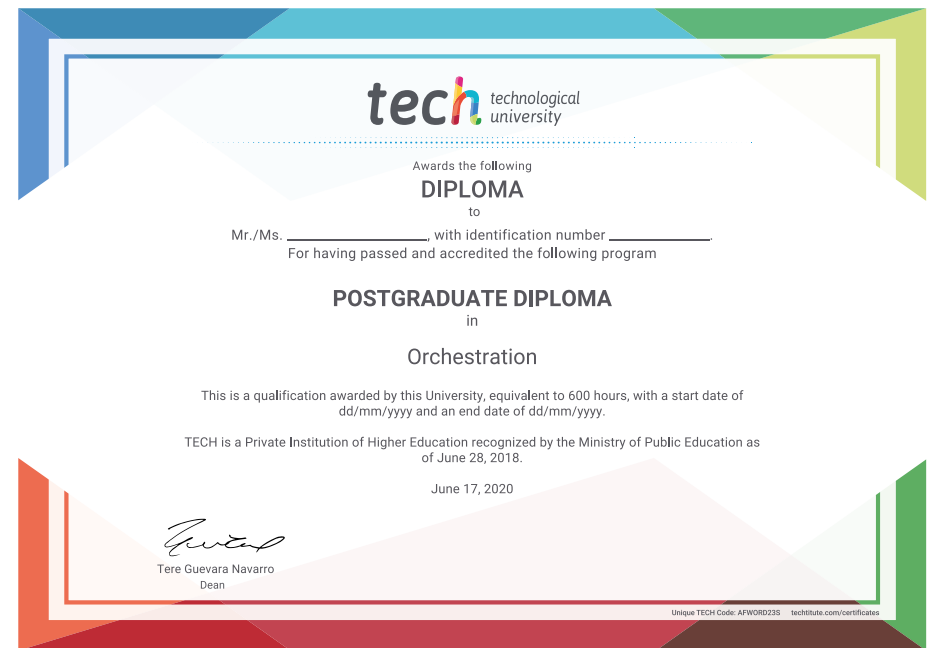 tech technological
university
Awards the following
DIPLOMA
to
Mr./Ms. ____________________, with identification number ______________.
For having passed and accredited the following program
POSTGRADUATE DIPLOMA
in
Orchestration
This is a qualification awarded by this University, equivalent to 600 hours, with a start date of
dd/mm/yyyy and an end date of dd/mm/yyyy.
TECH is a Private Institution of Higher Education recognized by the Ministry of Public Education as
of June 28, 2018.
June 17, 2020
Tere Guevara Navarro
Dean
Unique TECH Code: AFWORD23S techtitute.com/certificates